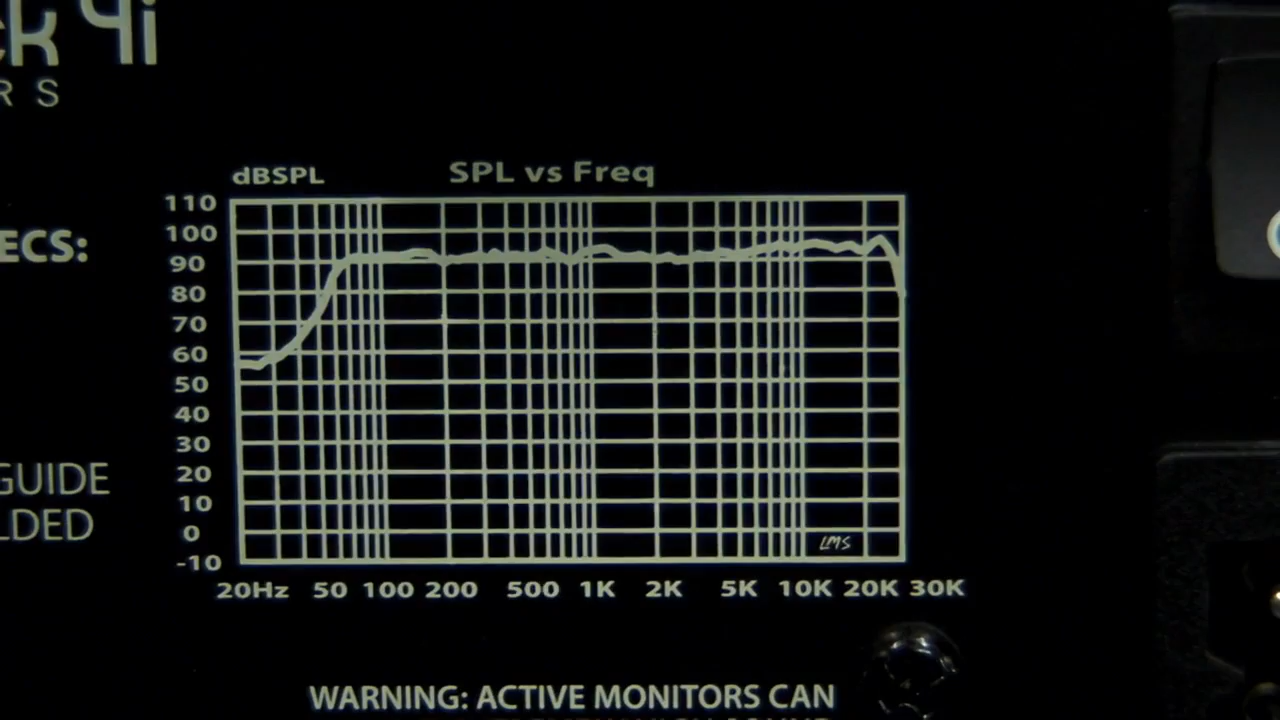 4i
R S
dBSPL SPL vs Freq
110
100
90
80
70
60
50
40
30
20
10
0
-10
ECS:
GUIDE
LDED
LMS
20Hz 50 100 200 500 1K 2K 5K 10K 20K 30K
WARNING: ACTIVE MONITORS CAN